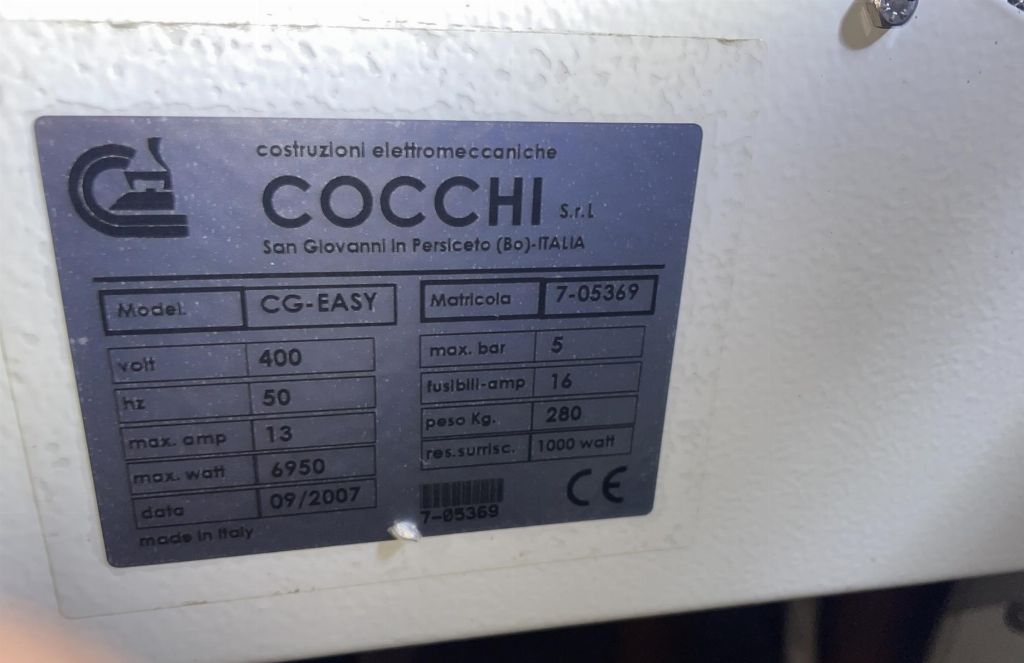 costruzioni elettromeccaniche
COCCHI S.r.L
San Giovanni in Persiceto (Bo)-ITALIA
Model. CG-EASY
Matricola 7-05369
volt 400
hz 50
max. amp 13
max. watt 6950
data 09/2007
max. bar 5
fusibili-amp 16
peso Kg. 280
res.surrisc. 1000 watt
made in Italy
7-05369
CE